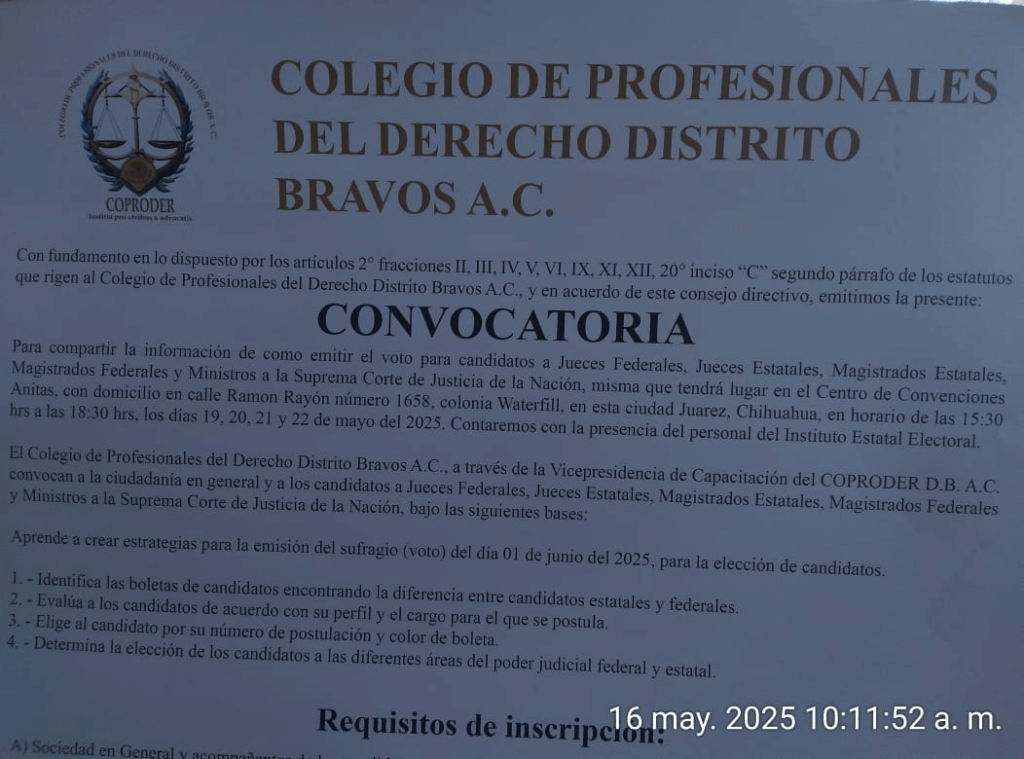 COLEGIO DE PROFESIONALES DEL DERECHO DISTRITO BRAVOS A.C.
COPRODER
COLEGIO DE PROFESIONALES
DEL DERECHO DISTRITO
BRAVOS A.C.
Con fundamento en lo dispuesto por los artículos 2° fracciones II, III, IV, V, VI, IX, XI, XII, 20° inciso “C” segundo párrafo de los estatutos
que rigen al Colegio de Profesionales del Derecho Distrito Bravos A.C., y en acuerdo de este consejo directivo, emitimos la presente:
CONVOCATORIA
Para compartir la información de como emitir el voto para candidatos a Jueces Federales, Jueces Estatales, Magistrados Estatales,
Magistrados Federales y Ministros a la Suprema Corte de Justicia de la Nación, misma que tendrá lugar en el Centro de Convenciones
Anitas, con domicilio en calle Ramon Rayón número 1658, colonia Waterfill, en esta ciudad Juarez, Chihuahua, en horario de las 15:30
hrs a las 18:30 hrs, los días 19, 20, 21 y 22 de mayo del 2025. Contaremos con la presencia del personal del Instituto Estatal Electoral.
El Colegio de Profesionales del Derecho Distrito Bravos A.C., a través de la Vicepresidencia de Capacitación del COPRODER D.B. A.C.
convocan a la ciudadanía en general y a los candidatos a Jueces Federales, Jueces Estatales, Magistrados Estatales, Magistrados Federales
y Ministros a la Suprema Corte de Justicia de la Nación, bajo las siguientes bases:
Aprende a crear estrategias para la emisión del sufragio (voto) del día 01 de junio del 2025, para la elección de candidatos.
1. - Identifica las boletas de candidatos encontrando la diferencia entre candidatos estatales y federales.
2. - Evalúa a los candidatos de acuerdo con su perfil y el cargo para el que se postula.
3. - Elige al candidato por su número de postulación y color de boleta.
4. - Determina la elección de los candidatos a las diferentes áreas del poder judicial federal y estatal.
Requisitos de inscripción:
16 may. 2025 10:11:52 a. m.
A) Sociedad en General y